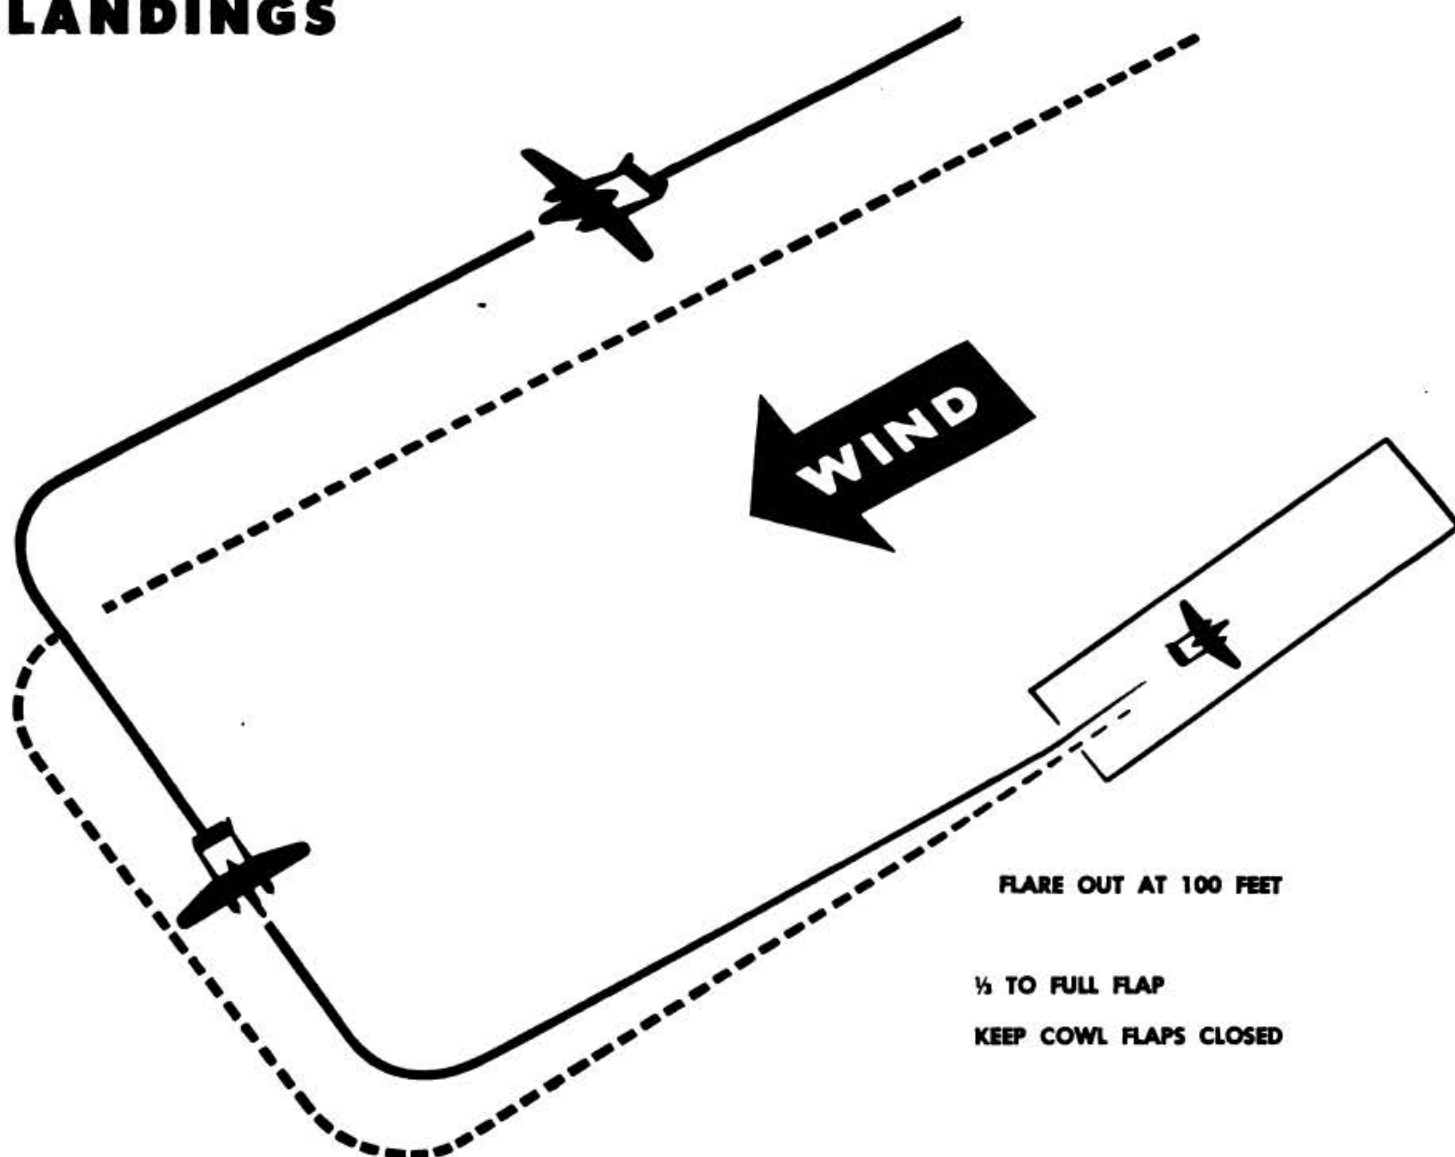 LANDINGS
WIND
FLARE OUT AT 100 FEET
⅓ TO FULL FLAP
KEEP COWL FLAPS CLOSED